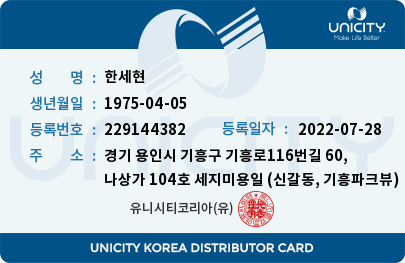 UNICITY
Make Life Better
성 명 : 한세현
생년월일 : 1975-04-05
등록번호 : 229144382 등록일자 : 2022-07-28
주 소 : 경기 용인시 기흥구 기흥로116번길 60,
나상가 104호 세지미용일 (신갈동, 기흥파크뷰)
유니시티코리아(유)
UNICITY
UNICITY KOREA DISTRIBUTOR CARD